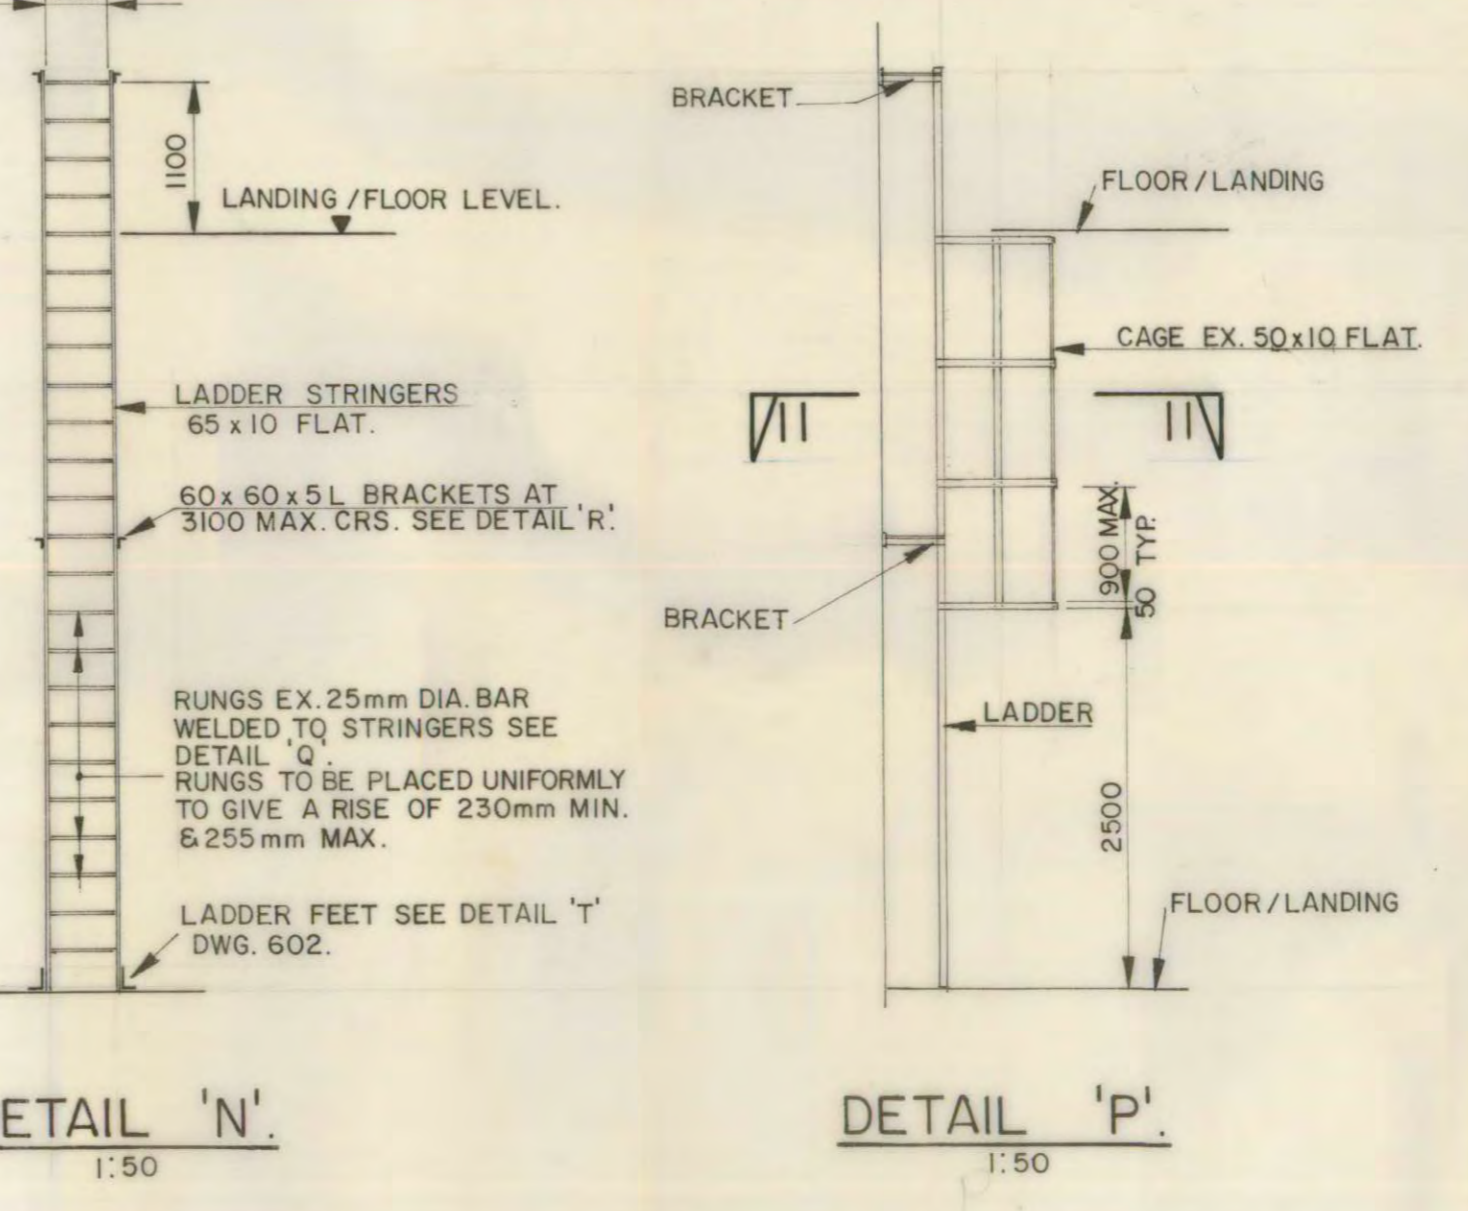 1100
LANDING / FLOOR LEVEL.
LADDER STRINGERS
65 x 10 FLAT.
60 x 60 x 5 L BRACKETS AT
3100 MAX. CRS. SEE DETAIL 'R'.
RUNGS EX. 25mm DIA. BAR
WELDED TO STRINGERS SEE
DETAIL 'Q'.
RUNGS TO BE PLACED UNIFORMLY
TO GIVE A RISE OF 230mm MIN.
& 255mm MAX.
LADDER FEET SEE DETAIL 'T'
DWG. 602.
ETAIL 'N'.
1:50
BRACKET
FLOOR / LANDING
CAGE EX. 50 x 10 FLAT.
11
11
900 MAX.
50 TYP.
BRACKET
LADDER
2500
FLOOR / LANDING
DETAIL 'P'.
1:50